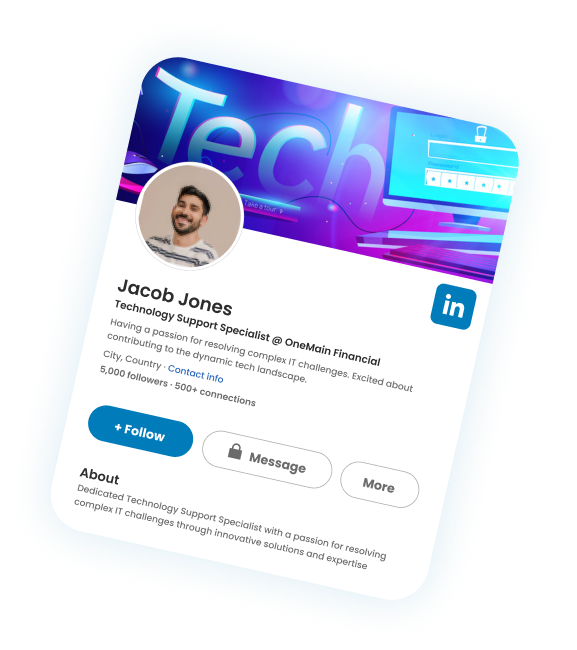 Tech
Take a Tour
Jacob Jones
in
Technology Support Specialist @ OneMain Financial
Having a passion for resolving complex IT challenges. Excited about
contributing to the dynamic tech landscape.
City, Country · Contact info
5,000 followers · 500+ connections
+ Follow
Message
More
About
Dedicated Technology Support Specialist with a passion for resolving
complex IT challenges through innovative solutions and expertise